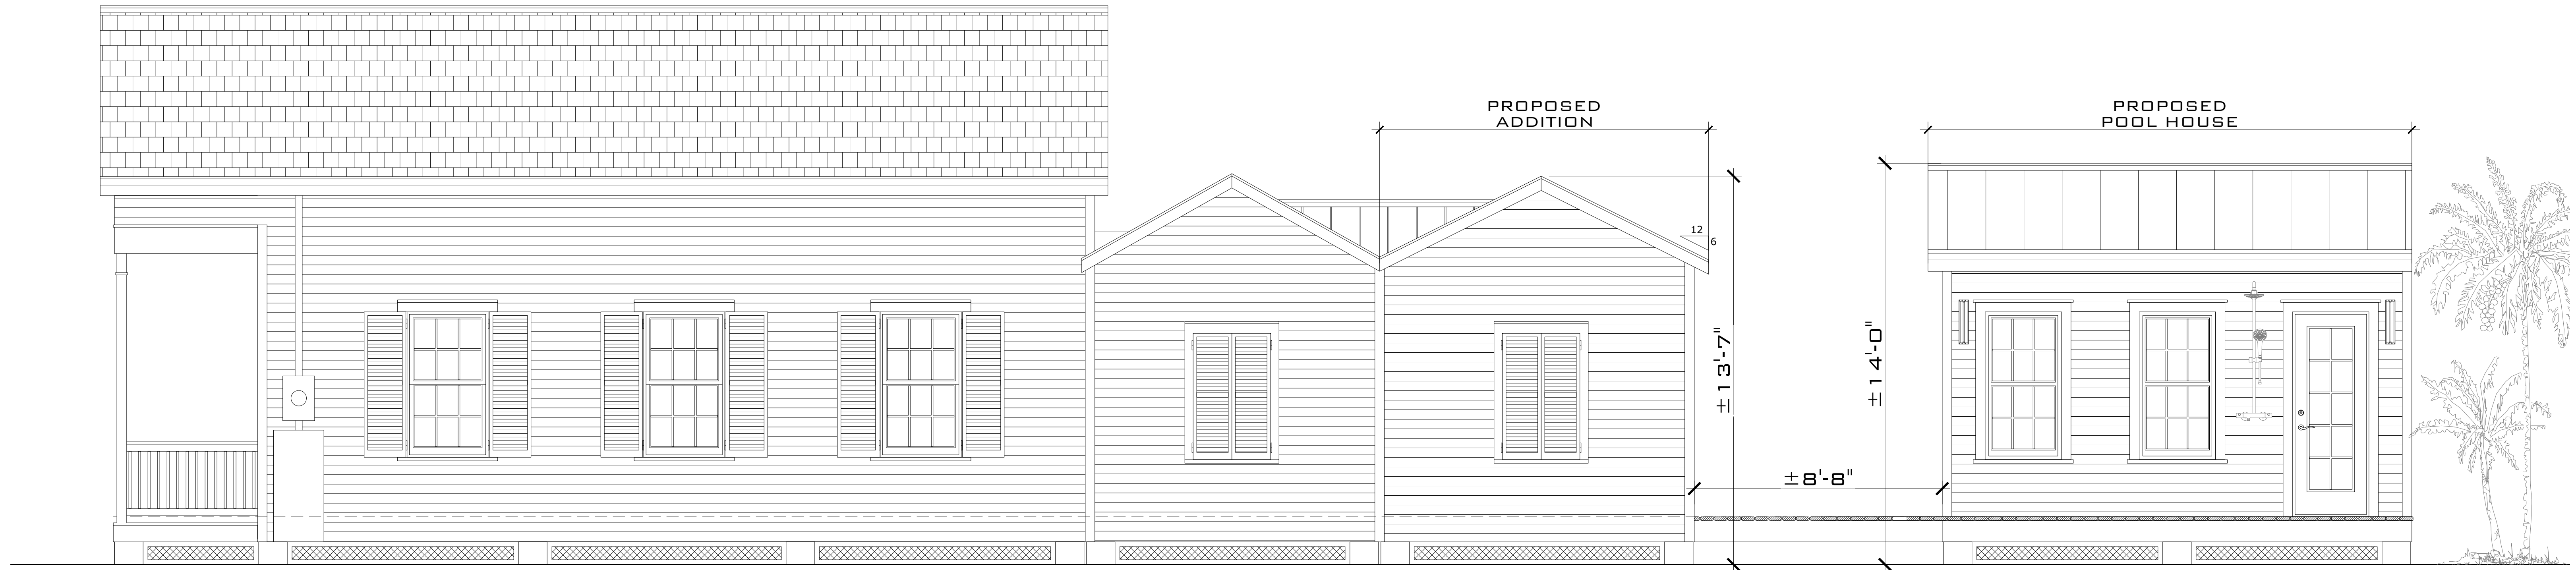 PROPOSED
ADDITION
PROPOSED
POOL HOUSE
12
6
±13'-7"
±14'-0"
±8'-8"